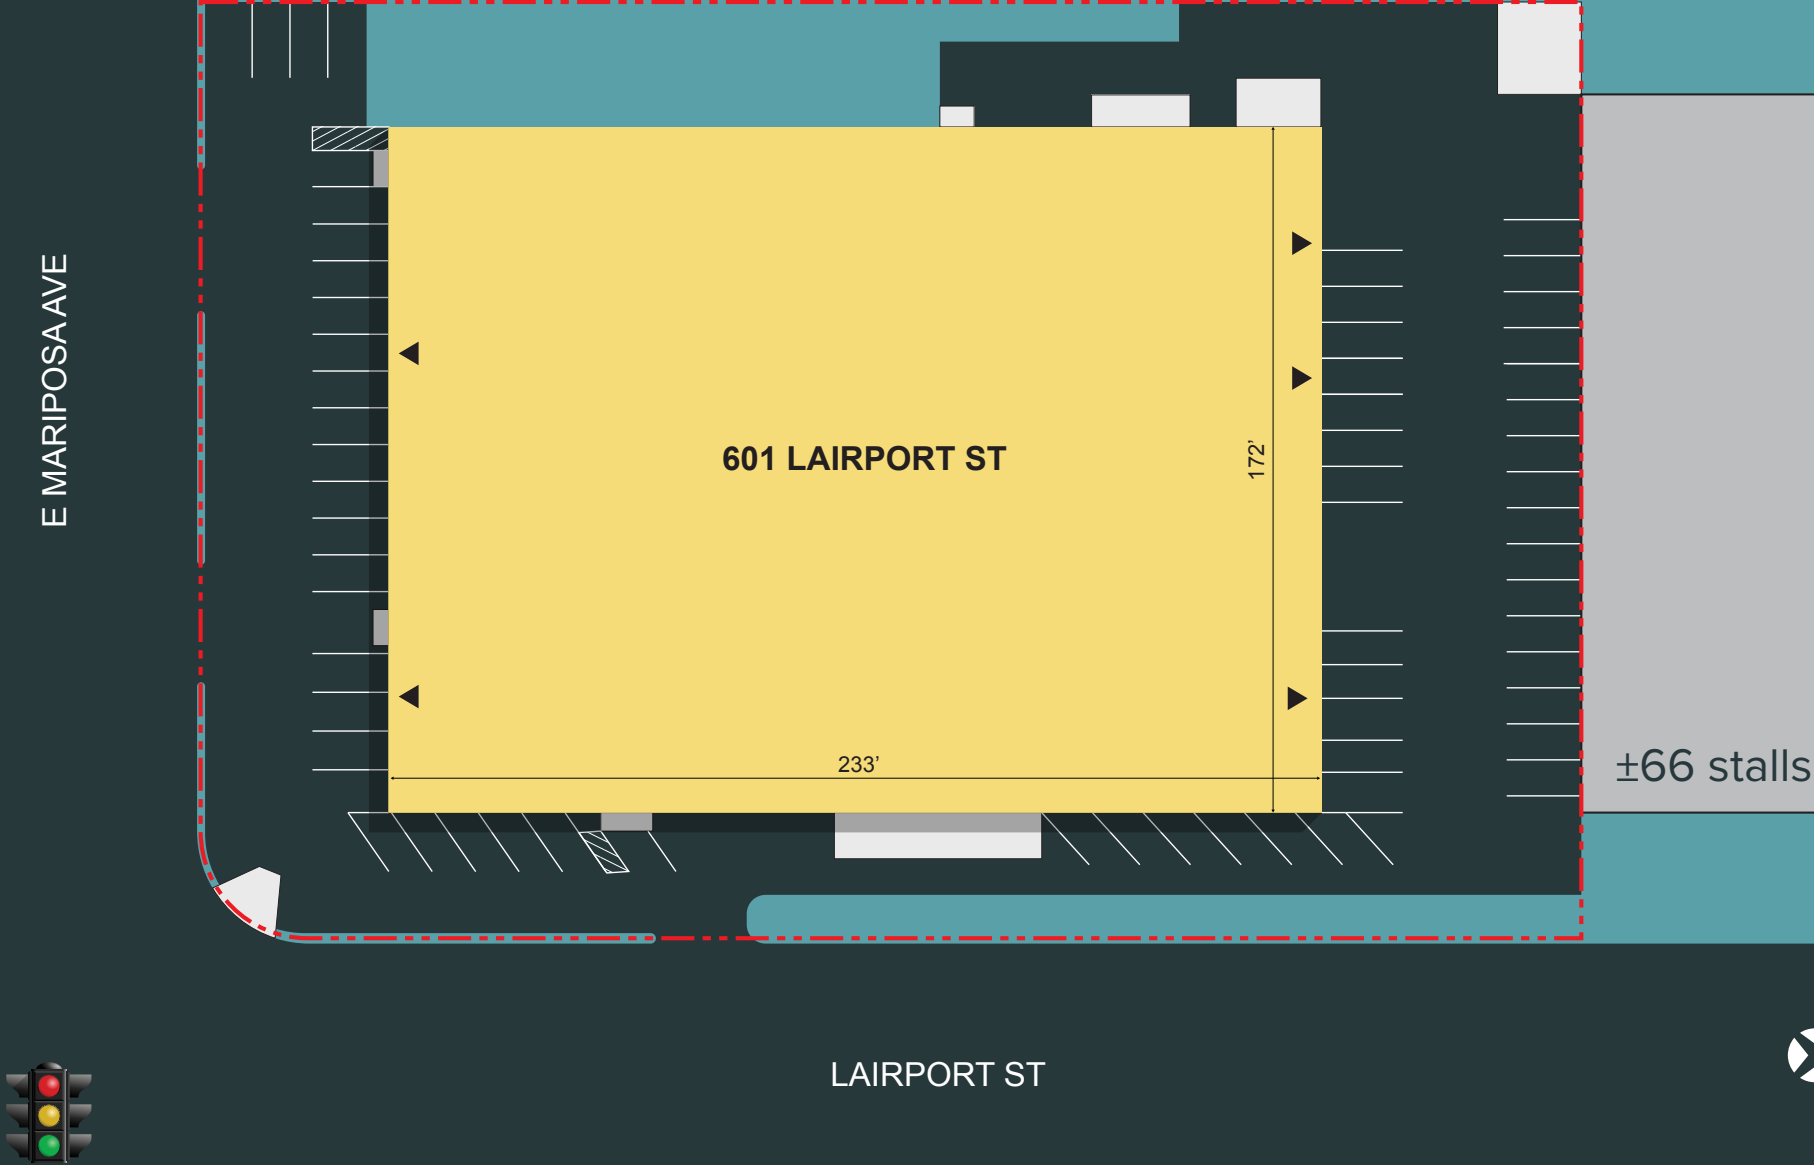 E MARIPOSA AVE
601 LAIRPORT ST
172'
233'
±66 stalls
LAIRPORT ST